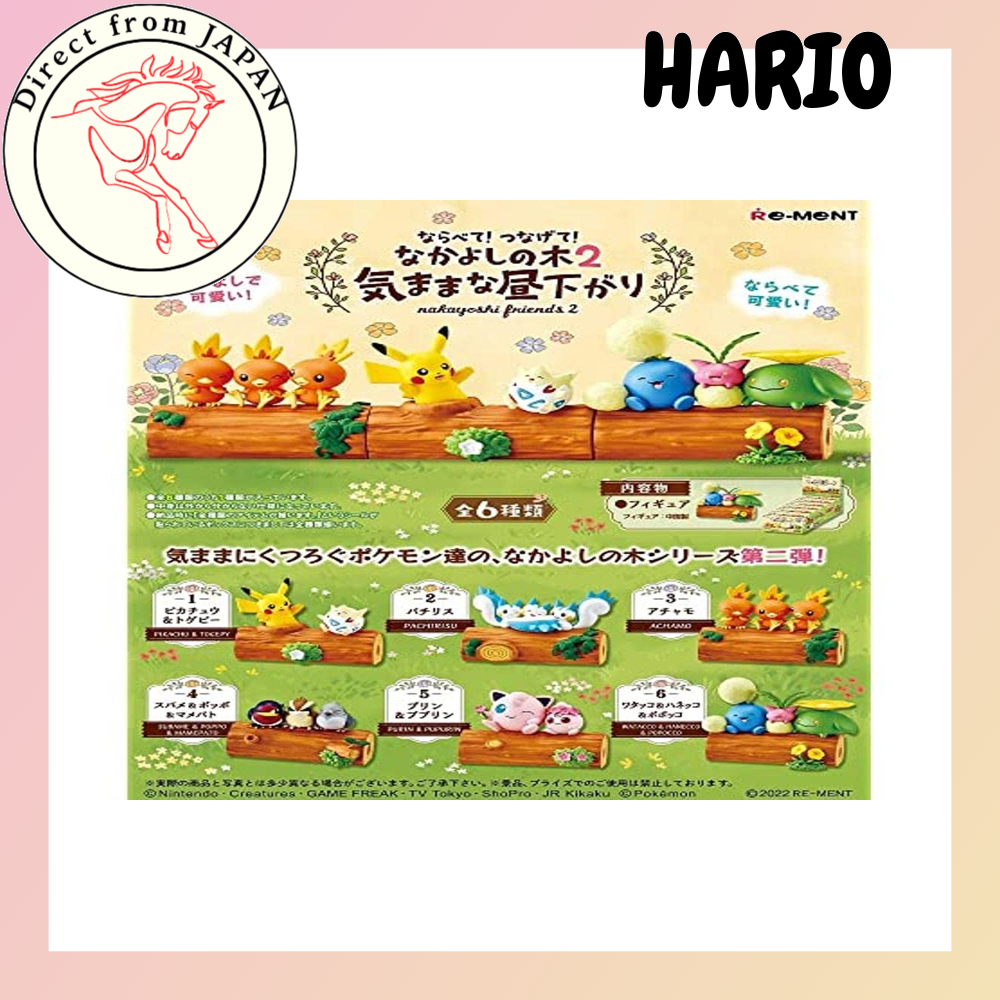 Direct from JAPAN
HARIO
RE-MENT
ならべて!つなげて!
なかよしの木2
気ままな昼下がり
nakayoshi friends 2
よしで
可愛い!
ならべて
可愛い!
全6種類
内容物
●フィギュア
気ままにくつろぐポケモン達の、なかよしの木シリーズ第二弾!
1
ピカチュウ
&トゲピー
PIKACHU & TOGEPY
2
パチリス
PACHIRISU
3
アチャモ
ACHAMO
4
スバメ&ポッポ
&マメパト
SUBAME & POPPO
& MAMEPATO
5
プリン
&ププリン
PURIN & PUPURIN
6
ワタッコ&ハネッコ
&ポポッコ
WATACCO & HANECCO
& POPOCCO
※実際の商品と写真とは多少異なる場合がございます。ご了承下さい。※景品、プライズでのご使用は禁止しております。
©Nintendo・Creatures・GAME FREAK・TV Tokyo・ShoPro・JR Kikaku ©Pokémon
©2022 RE-MENT